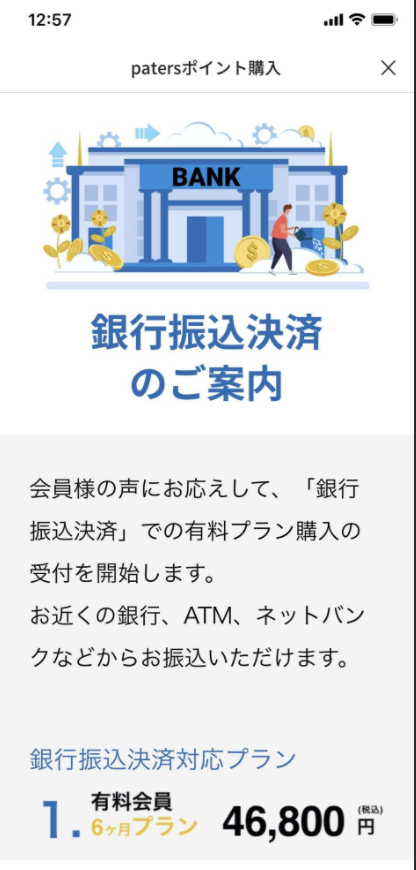 12:57
patersポイント購入
BANK
銀行振込決済
のご案内
会員様の声にお応えして、「銀行
振込決済」での有料プラン購入の
受付を開始します。
お近くの銀行、ATM、ネットバン
クなどからお振込いただけます。
銀行振込決済対応プラン
1. 有料会員 6ヶ月プラン 46,800 (税込) 円